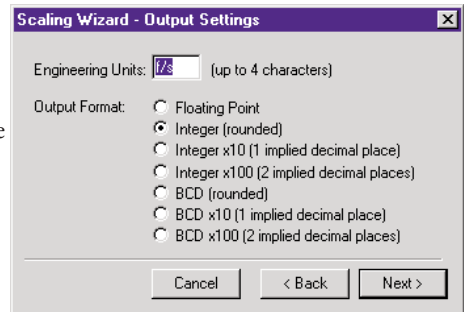 Scaling Wizard - Output Settings
Engineering Units: f/s (up to 4 characters)
Output Format: Floating Point
Integer (rounded)
Integer x10 (1 implied decimal place)
Integer x100 (2 implied decimal places)
BCD (rounded)
BCD x10 (1 implied decimal place)
BCD x100 (2 implied decimal places)
e
Cancel < Back Next >